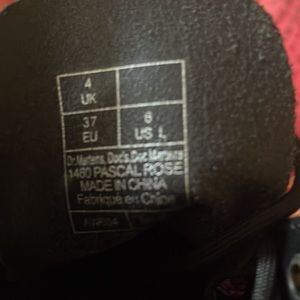 4
UK
37 6
EU US L
Dr. Martens, Doc's, Doc Martens
1460 PASCAL ROSE
MADE IN CHINA
Fabriqué en Chine